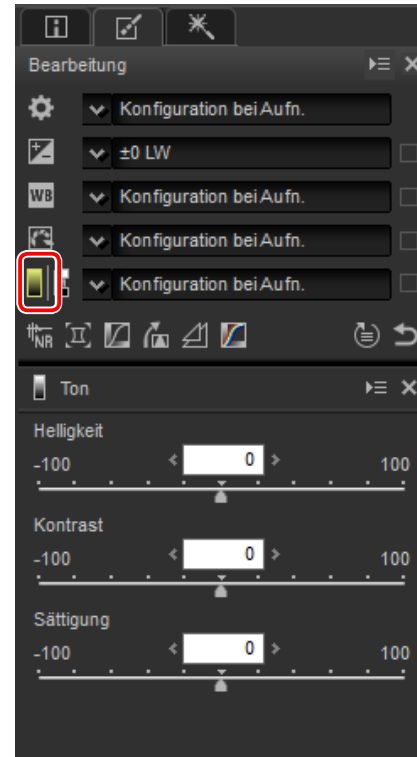 Bearbeitung
Konfiguration bei Aufn.
±0 LW
WB Konfiguration bei Aufn.
Konfiguration bei Aufn.
Konfiguration bei Aufn.
NR
Ton
Helligkeit
-100 0 100
Kontrast
-100 0 100
Sättigung
-100 0 100